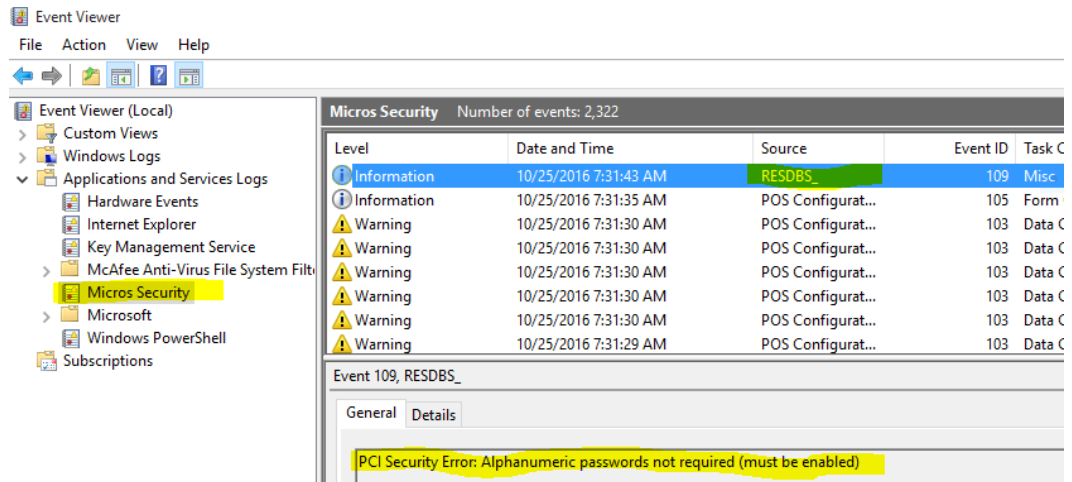 Event Viewer
File Action View Help
Event Viewer (Local)
Custom Views
Windows Logs
Applications and Services Logs
Hardware Events
Internet Explorer
Key Management Service
McAfee Anti-Virus File System Filt
Micros Security
Microsoft
Windows PowerShell
Subscriptions
Micros Security Number of events: 2,322
Level Date and Time Source Event ID Task C
Information 10/25/2016 7:31:43 AM RESDBS_ 109 Misc
Information 10/25/2016 7:31:35 AM POS Configurat... 105 Form
Warning 10/25/2016 7:31:30 AM POS Configurat... 103 Data C
Warning 10/25/2016 7:31:30 AM POS Configurat... 103 Data C
Warning 10/25/2016 7:31:30 AM POS Configurat... 103 Data C
Warning 10/25/2016 7:31:30 AM POS Configurat... 103 Data C
Warning 10/25/2016 7:31:30 AM POS Configurat... 103 Data C
Warning 10/25/2016 7:31:29 AM POS Configurat... 103 Data C
Event 109, RESDBS_
General Details
PCI Security Error: Alphanumeric passwords not required (must be enabled)